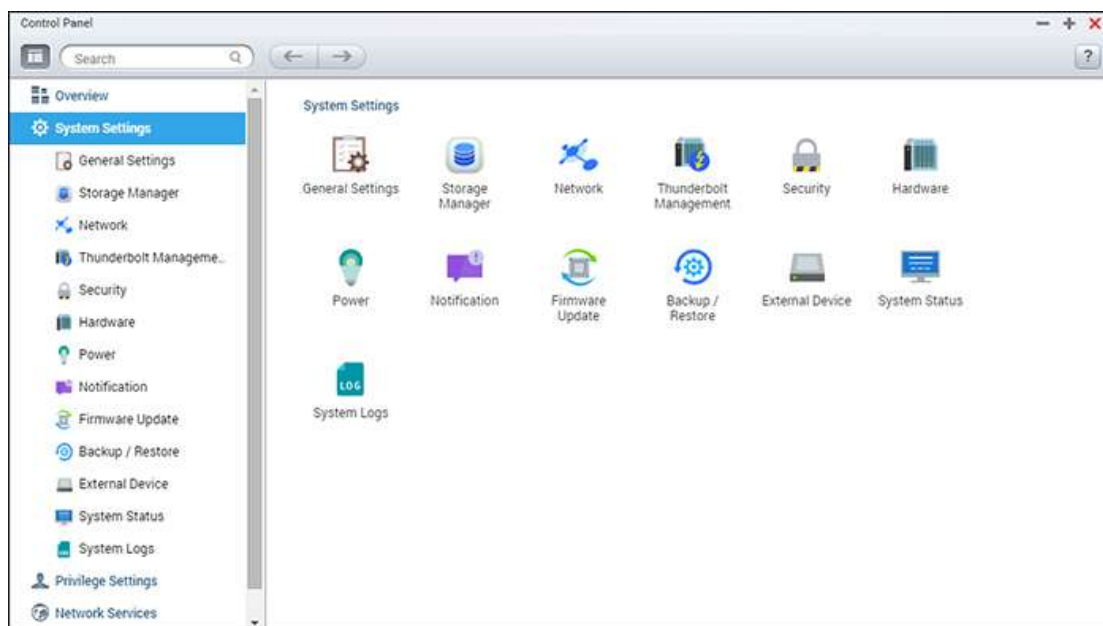 Control Panel
Search
?
Overview
System Settings
General Settings
Storage Manager
Network
Thunderbolt Manageme..
Security
Hardware
Power
Notification
Firmware Update
Backup / Restore
External Device
System Status
System Logs
Privilege Settings
Network Services
System Settings
General Settings
Storage
Manager
Network
Thunderbolt
Management
Security
Hardware
Power
Notification
Firmware
Update
Backup /
Restore
External Device
System Status
LOG
System Logs